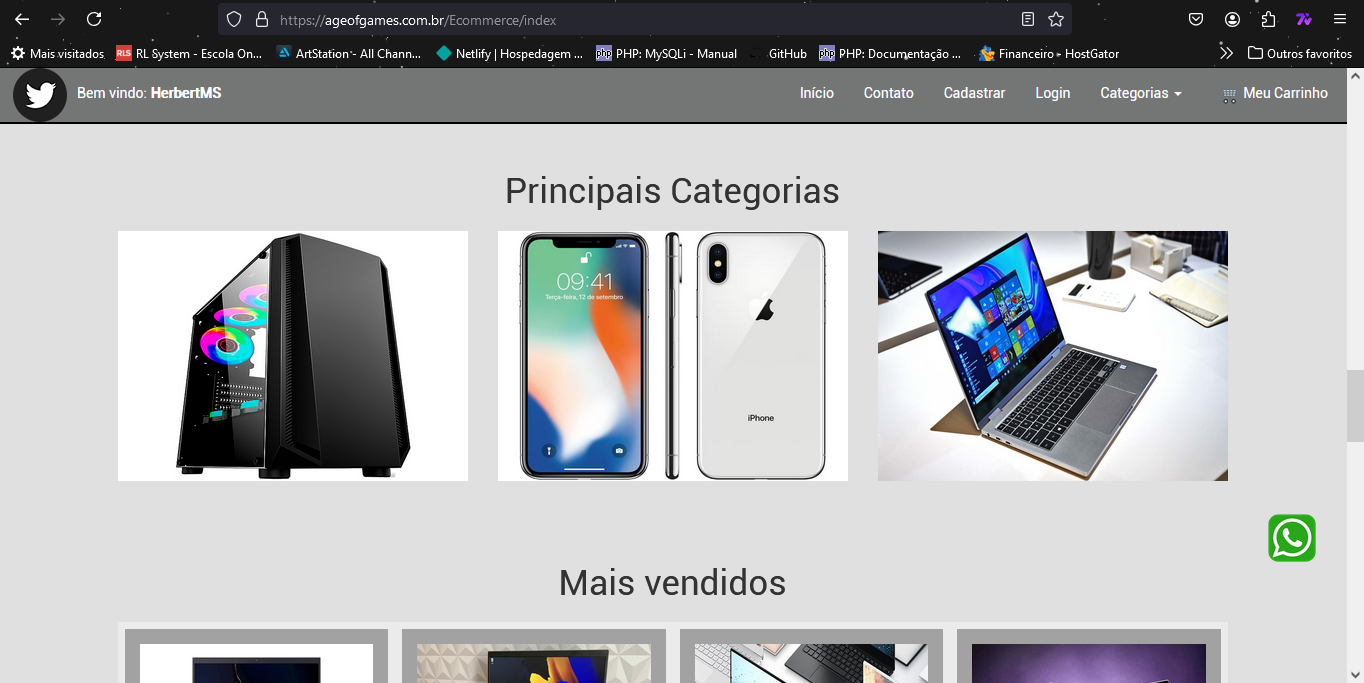 https://ageofgames.com.br/Ecommerce/index
Mais visitados
RLS RL System - Escola On...
ArtStation - All Chann...
Netlify | Hospedagem ...
php PHP: MySQLi - Manual
GitHub
php PHP: Documentação ...
Financeiro - HostGator
Outros favoritos
Bem vindo: HerbertMS
Início
Contato
Cadastrar
Login
Categorias
Meu Carrinho
Principais Categorias
09:41
Terça-feira, 12 de setembro
iPhone
Mais vendidos